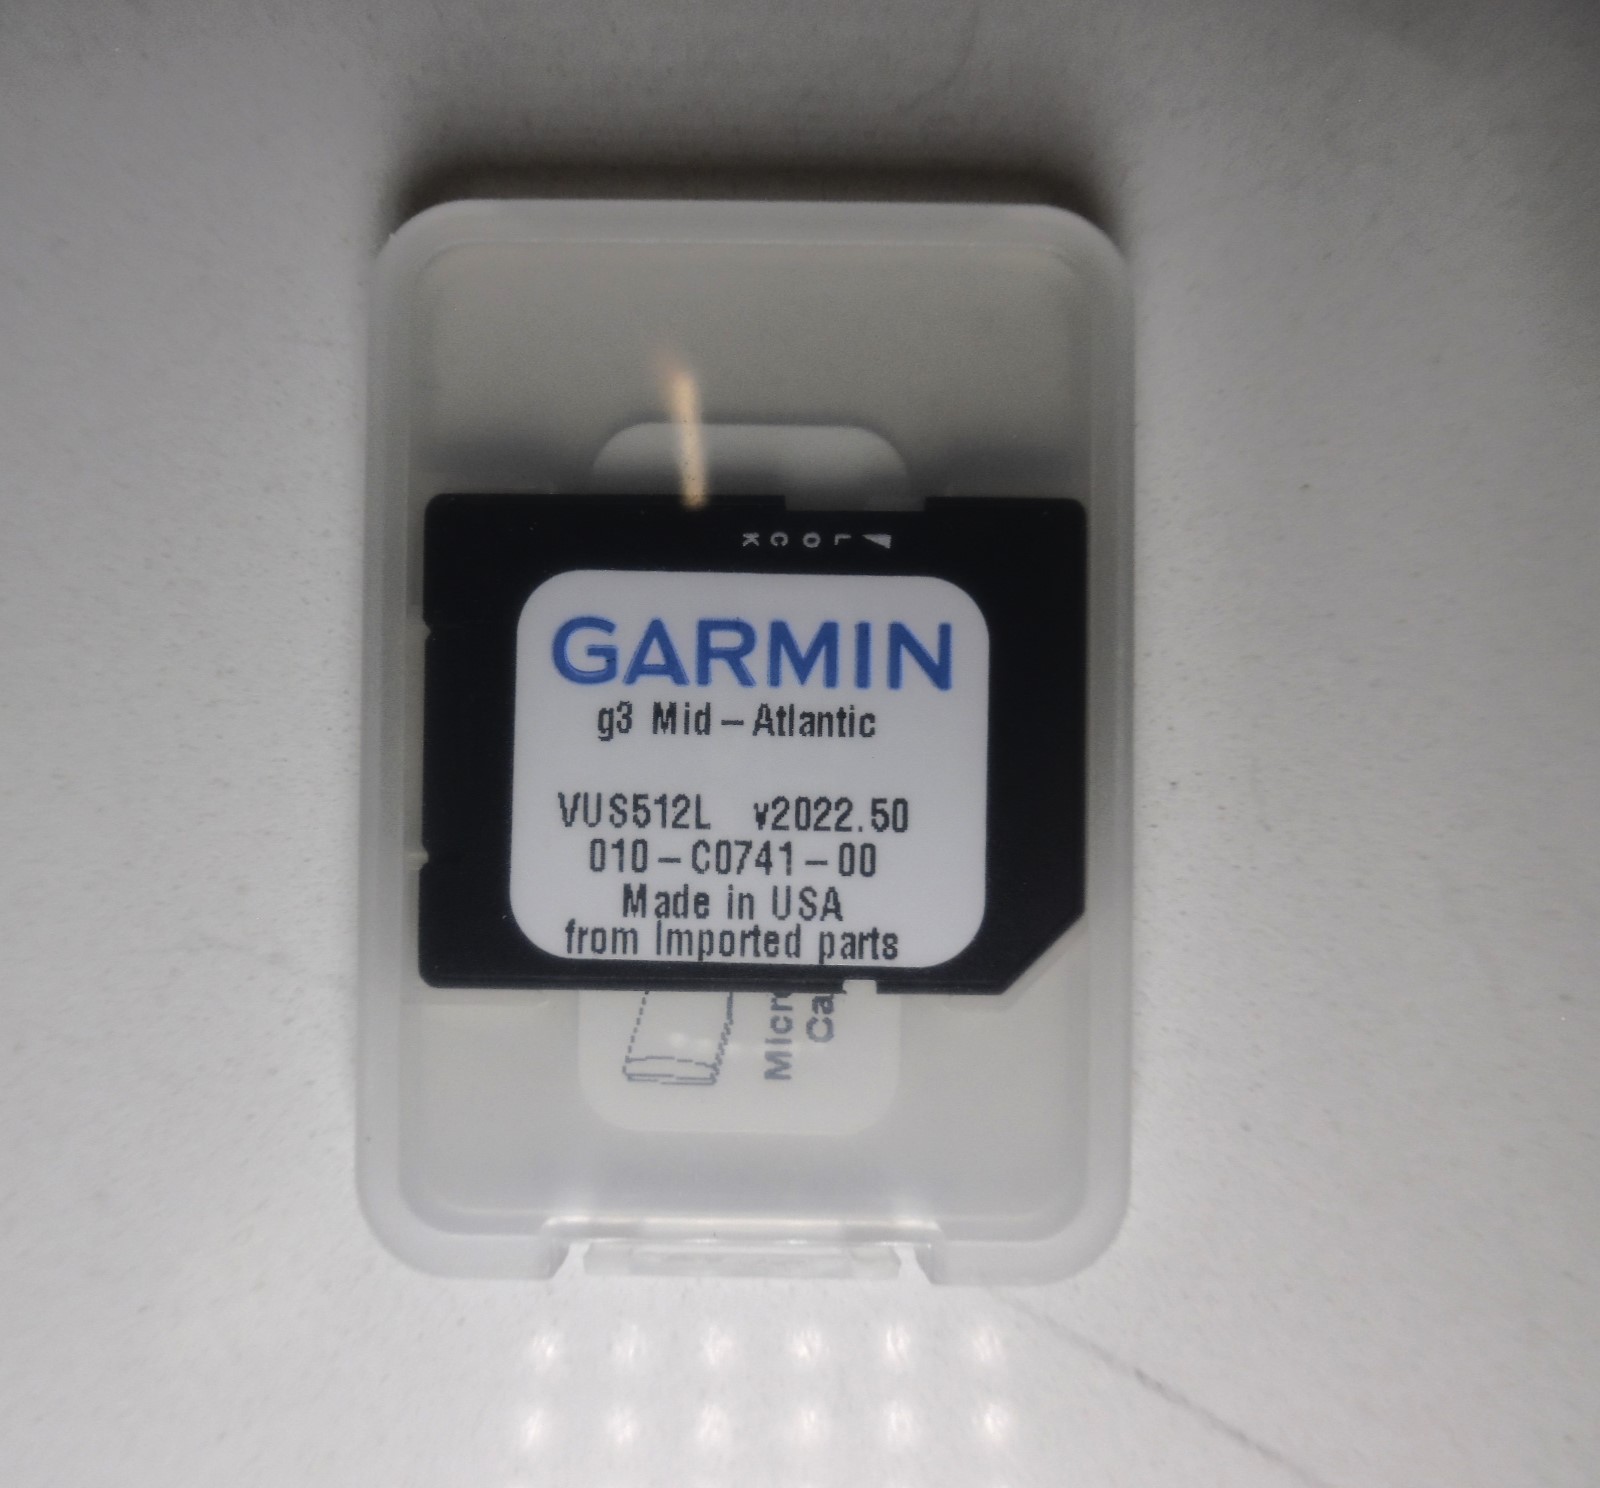 LOCK
GARMIN
g3 Mid-Atlantic
VUS512L v2022.50
010-C0741-00
Made in USA
from Imported parts